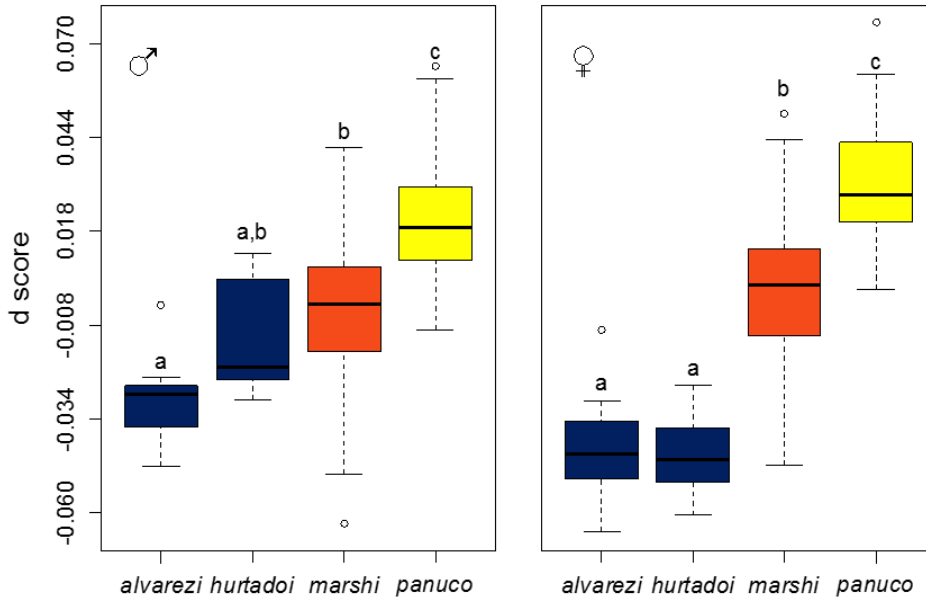 ♂
♀
d score
0.070
0.044
0.018
-0.008
-0.034
-0.060
a
a,b
b
c
a
a
b
c
alvarezi hurtadoi marshi panuco
alvarezi hurtadoi marshi panuco